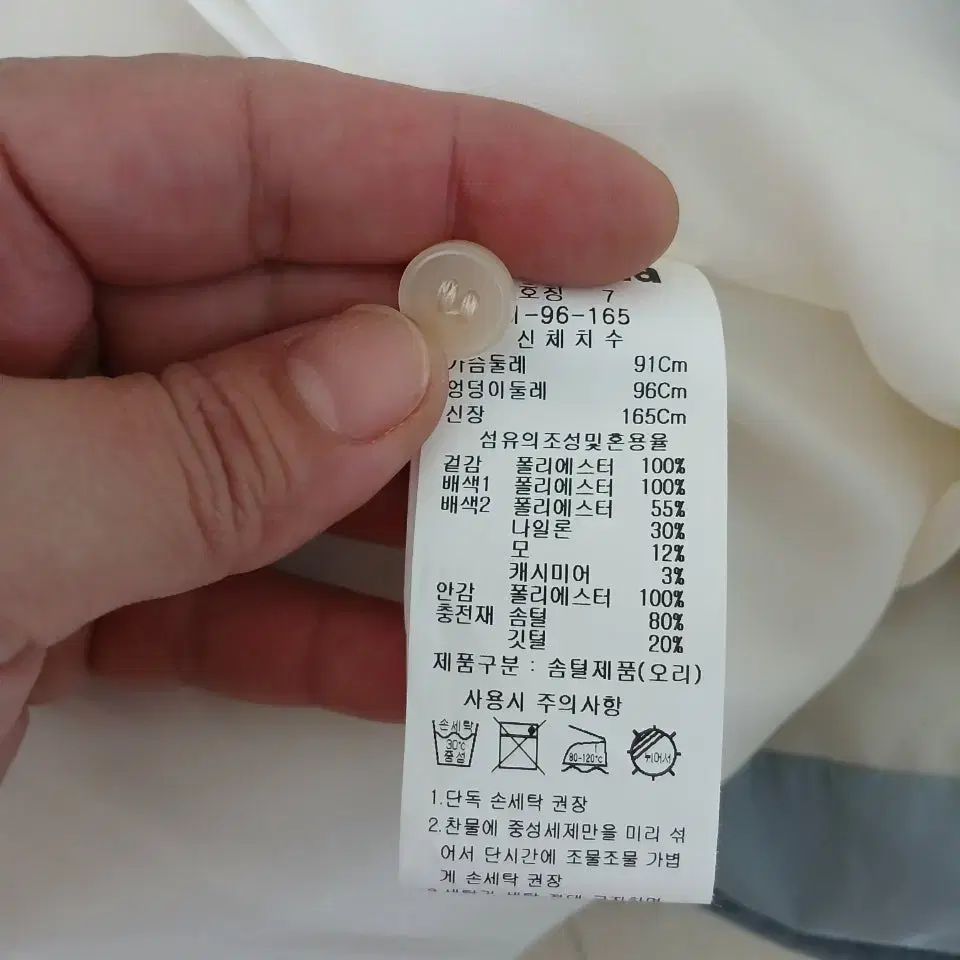 호칭 7
1-96-165
신체치수
가슴둘레 91Cm
엉덩이둘레 96Cm
신장 165Cm
섬유의조성및혼용율
겉감 폴리에스터 100%
배색1 폴리에스터 100%
배색2 폴리에스터 55%
나일론 30%
모 12%
캐시미어 3%
안감 폴리에스터 100%
충전재 솜털 80%
깃털 20%
제품구분 : 솜털제품(오리)
사용시 주의사항
손세탁
30℃
중성
80-120℃
뉘어서
1.단독 손세탁 권장
2.찬물에 중성세제만을 미리 섞
어서 단시간에 조물조물 가볍
게 손세탁 권장